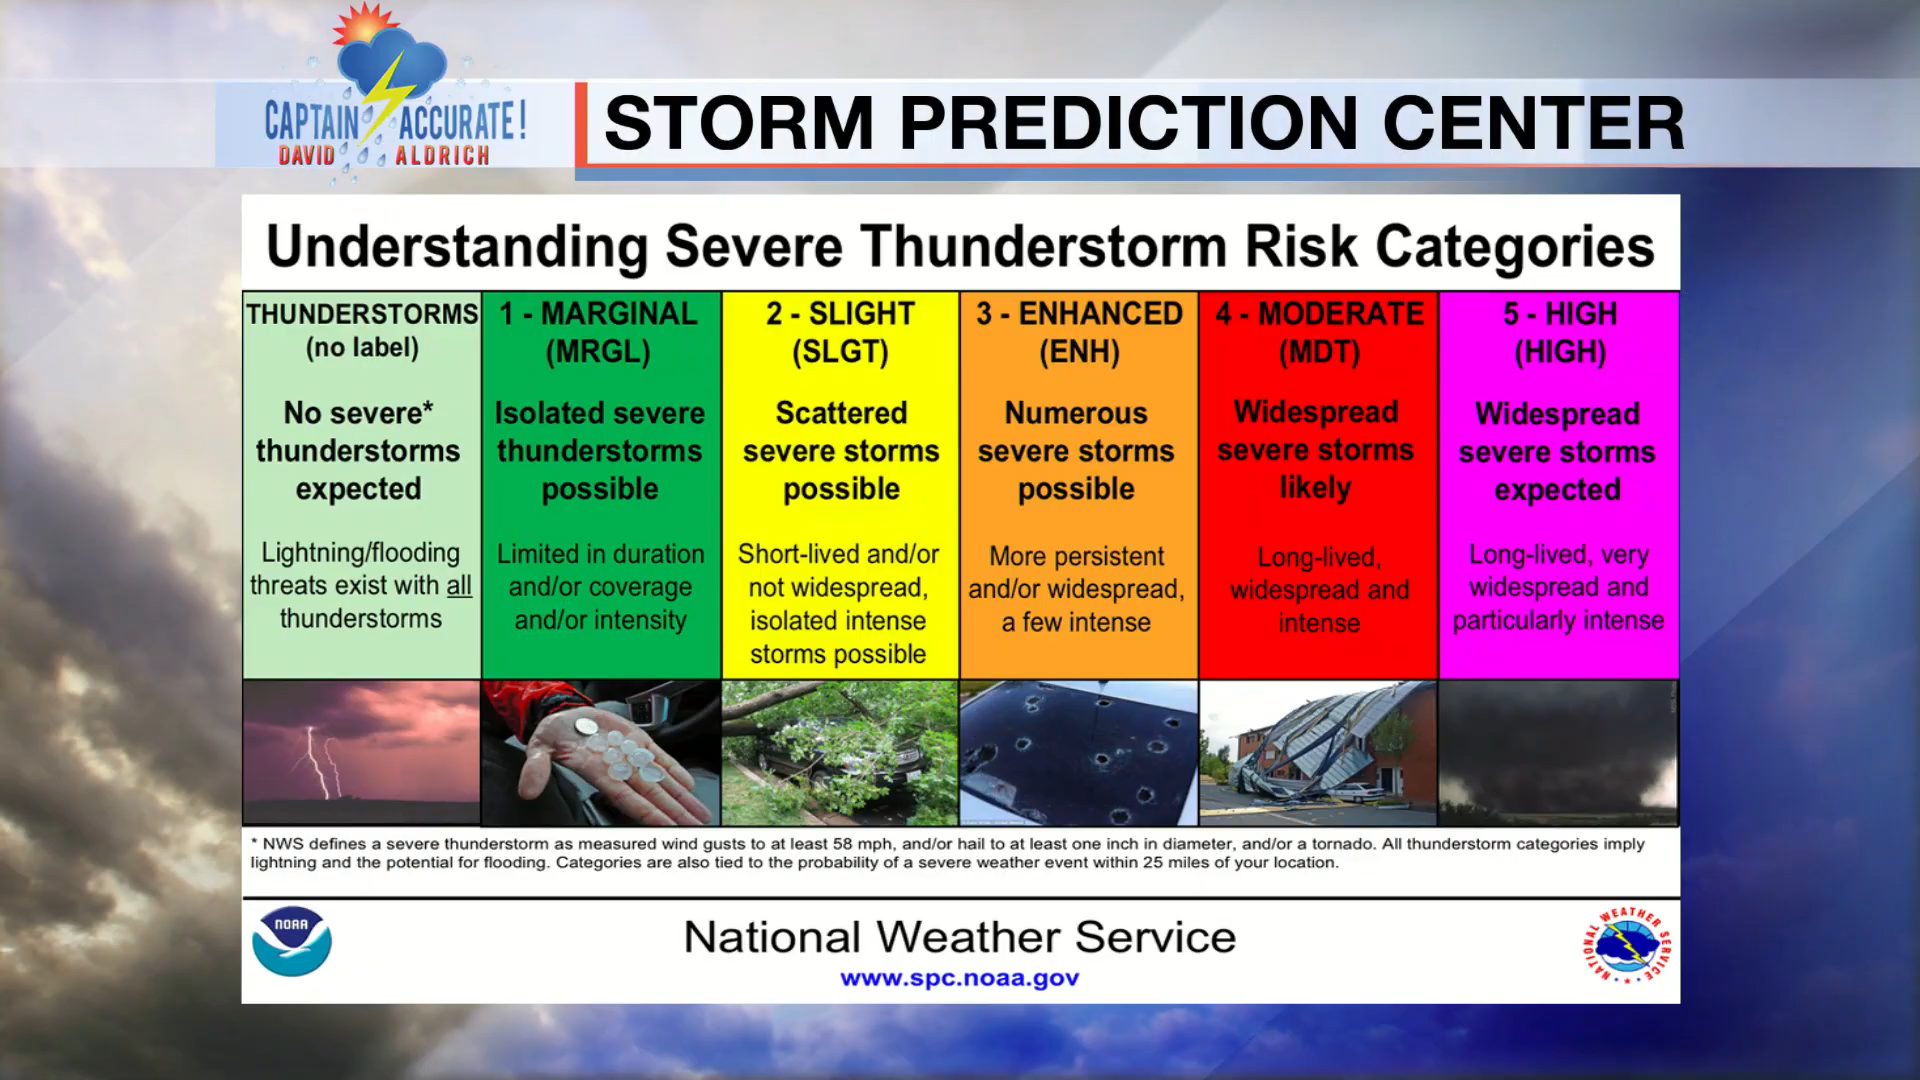 CAPTAIN ACCURATE!
DAVID ALDRICH
STORM PREDICTION CENTER
Understanding Severe Thunderstorm Risk Categories
THUNDERSTORMS
(no label)
No severe*
thunderstorms
expected
Lightning/flooding
threats exist with all
thunderstorms
1 - MARGINAL
(MRGL)
Isolated severe
thunderstorms
possible
Limited in duration
and/or coverage
and/or intensity
2 - SLIGHT
(SLGT)
Scattered
severe storms
possible
Short-lived and/or
not widespread,
isolated intense
storms possible
3 - ENHANCED
(ENH)
Numerous
severe storms
possible
More persistent
and/or widespread,
a few intense
4 - MODERATE
(MDT)
Widespread
severe storms
likely
Long-lived,
widespread and
intense
5 - HIGH
(HIGH)
Widespread
severe storms
expected
Long-lived, very
widespread and
particularly intense
* NWS defines a severe thunderstorm as measured wind gusts to at least 58 mph, and/or hail to at least one inch in diameter, and/or a tornado. All thunderstorm categories imply
lightning and the potential for flooding. Categories are also tied to the probability of a severe weather event within 25 miles of your location.
NOAA
National Weather Service
www.spc.noaa.gov
NATIONAL WEATHER SERVICE